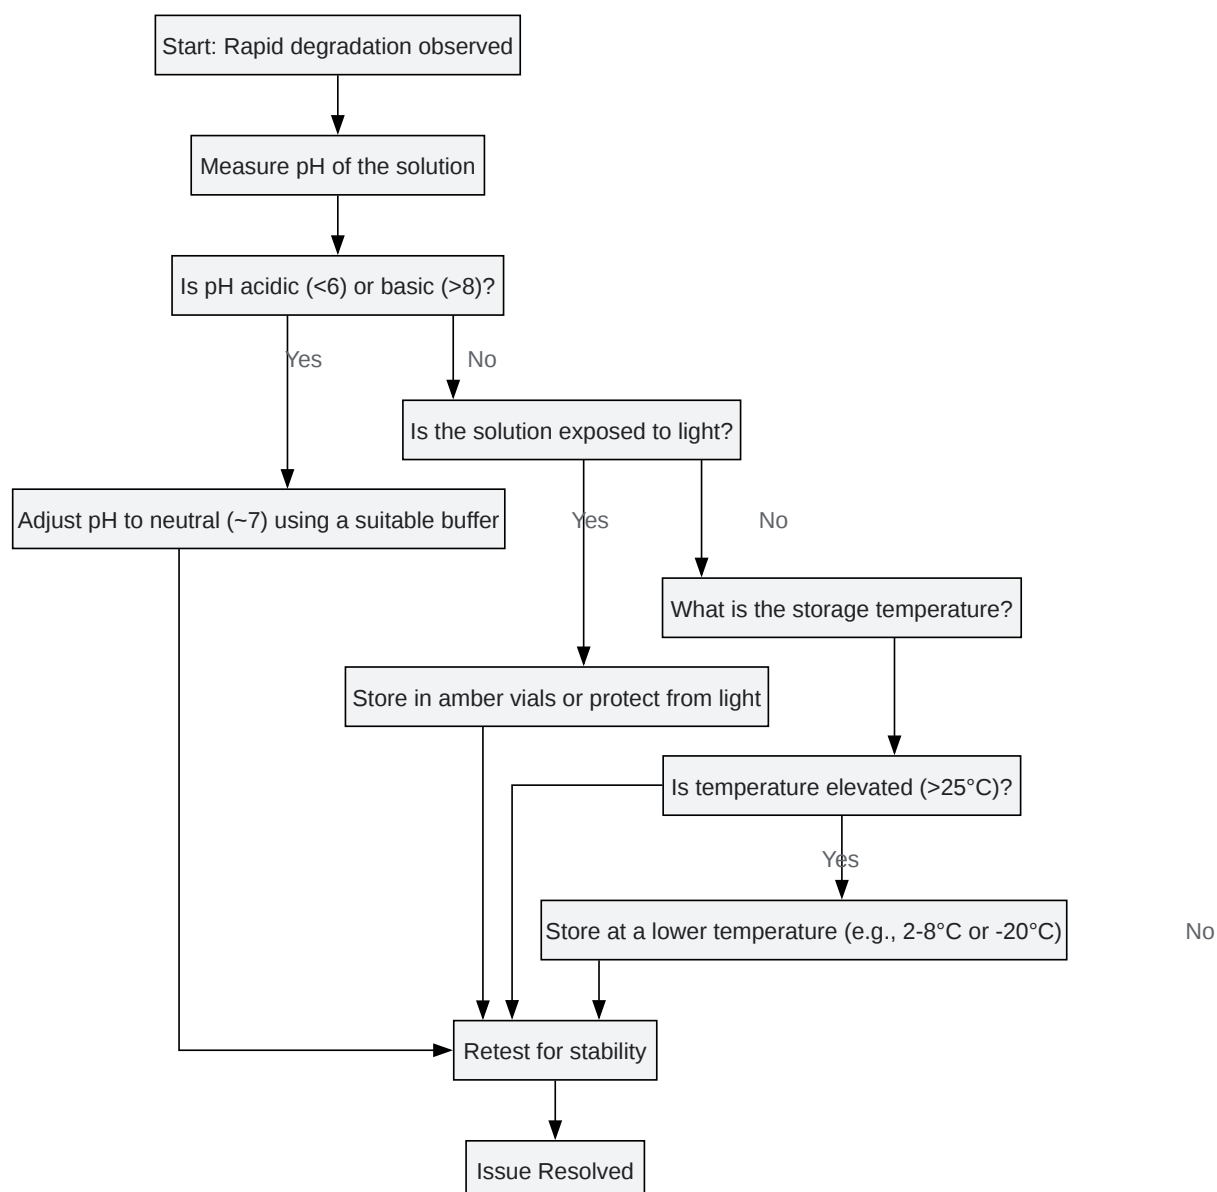 Start: Rapid degradation observed
Measure pH of the solution
Is pH acidic (<6) or basic (>8)?
Yes
No
Is the solution exposed to light?
Adjust pH to neutral (~7) using a suitable buffer
Yes
No
What is the storage temperature?
Store in amber vials or protect from light
Is temperature elevated (>25°C)?
Yes
Store at a lower temperature (e.g., 2-8°C or -20°C)
No
Retest for stability
Issue Resolved